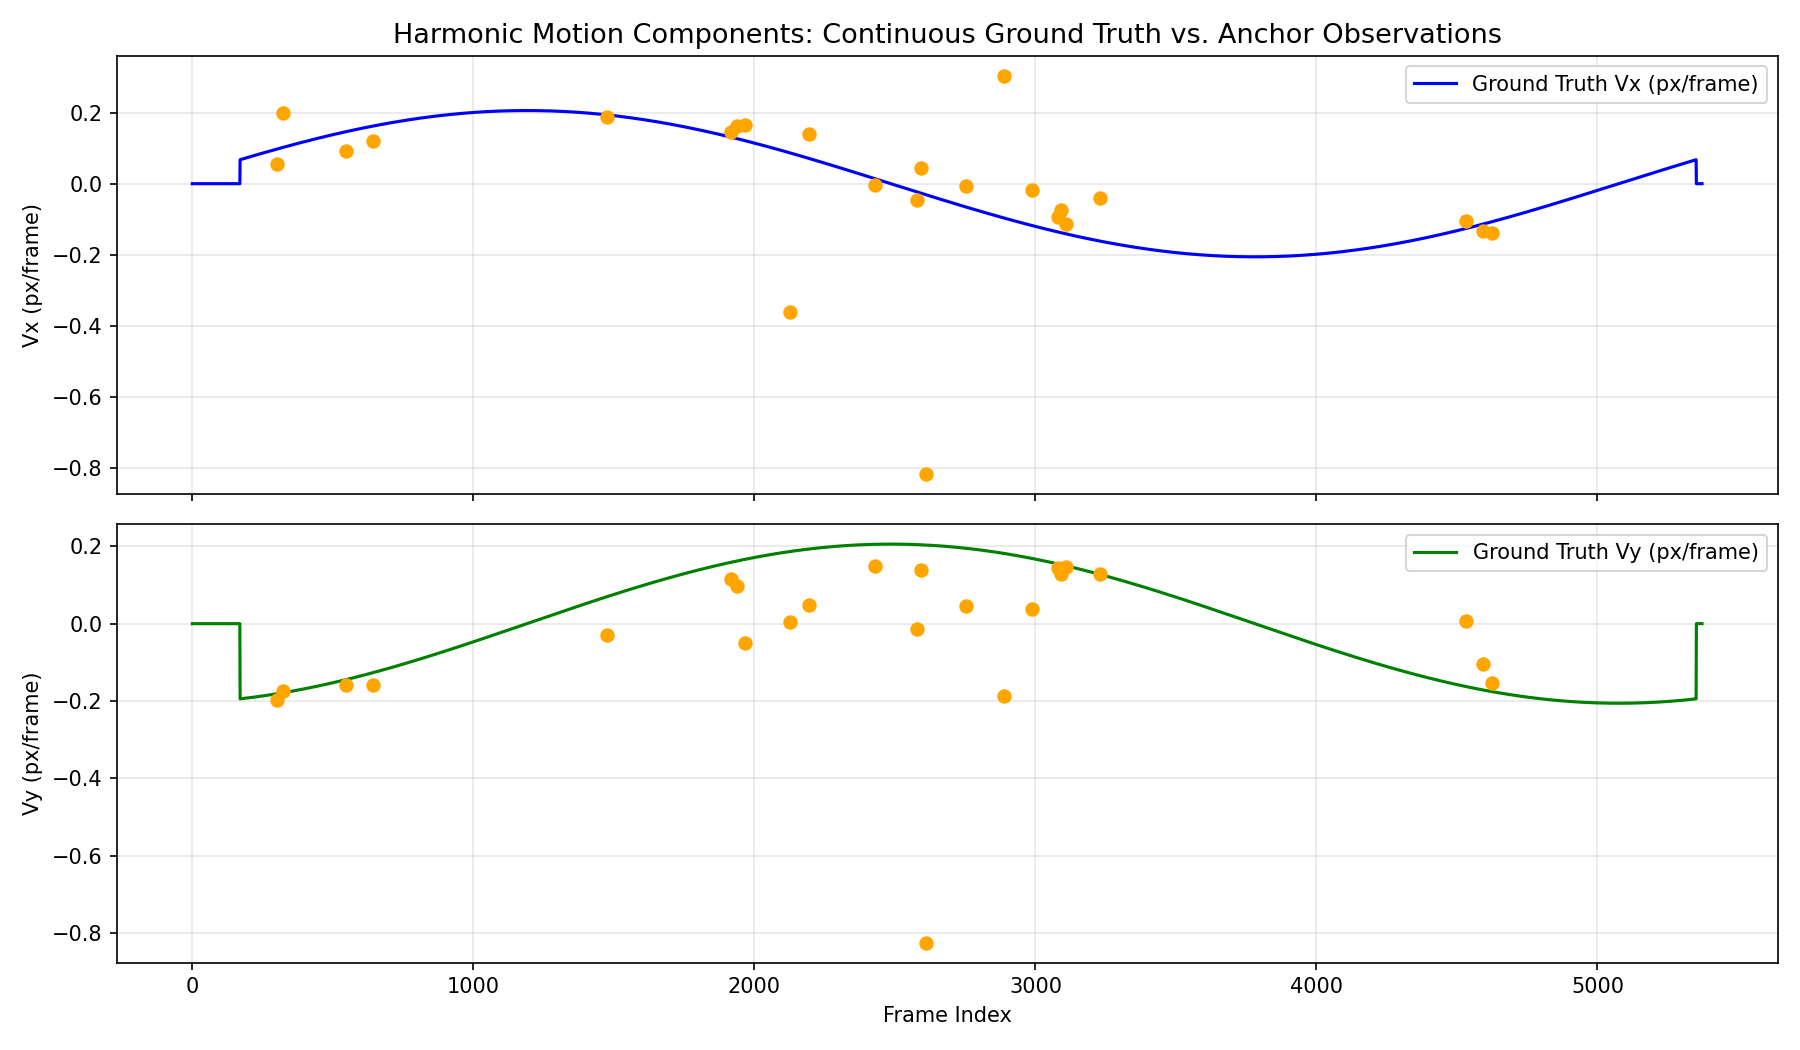 Harmonic Motion Components: Continuous Ground Truth vs. Anchor Observations
Ground Truth Vx (px/frame)
Vx (px/frame)
0.2
0.0
−0.2
−0.4
−0.6
−0.8
Ground Truth Vy (px/frame)
Vy (px/frame)
0.2
0.0
−0.2
−0.4
−0.6
−0.8
0 1000 2000 3000 4000 5000
Frame Index